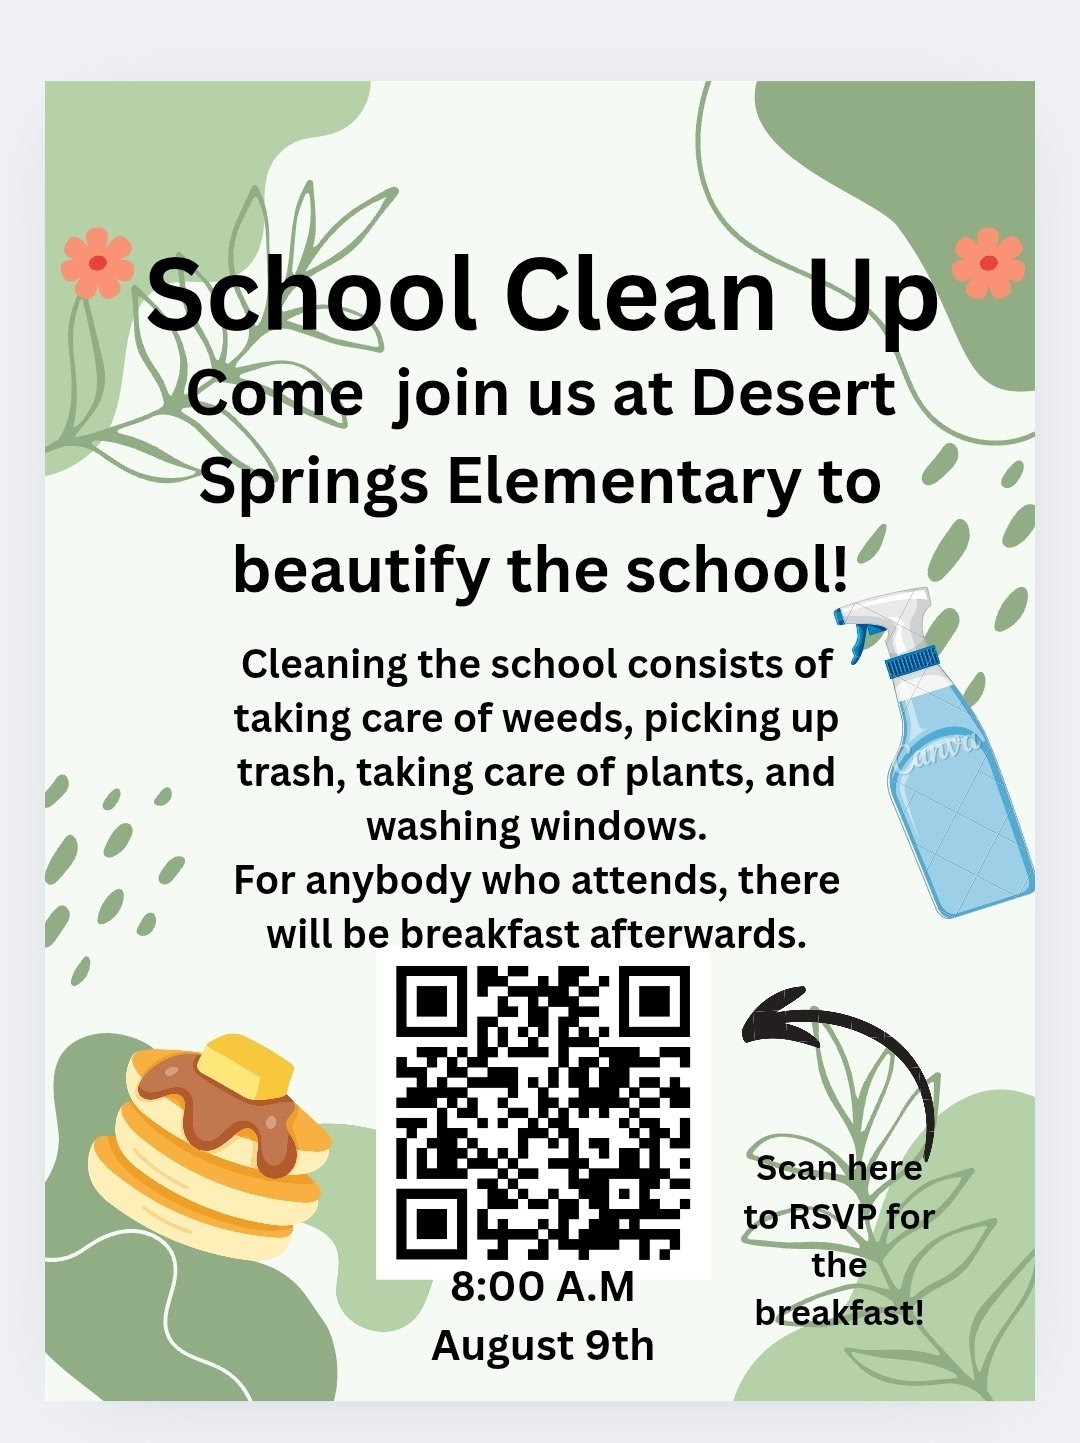 School Clean Up
Come  join us at Desert
Springs Elementary to
beautify the school!
Cleaning the school consists of
taking care of weeds, picking up
trash, taking care of plants, and
washing windows.
For anybody who attends, there
will be breakfast afterwards.
Canva
Scan here
to RSVP for
the
breakfast!
8:00 A.M
August 9th